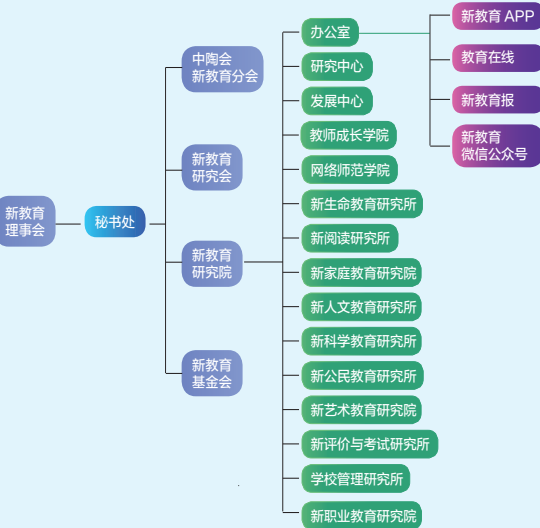 新教育
理事会
秘书处
中陶会
新教育分会
新教育
研究会
新教育
研究院
新教育
基金会
办公室
研究中心
发展中心
教师成长学院
网络师范学院
新生命教育研究所
新阅读研究所
新家庭教育研究院
新人文教育研究所
新科学教育研究所
新公民教育研究所
新艺术教育研究院
新评价与考试研究所
学校管理研究所
新职业教育研究院
新教育 APP
教育在线
新教育报
新教育
微信公众号